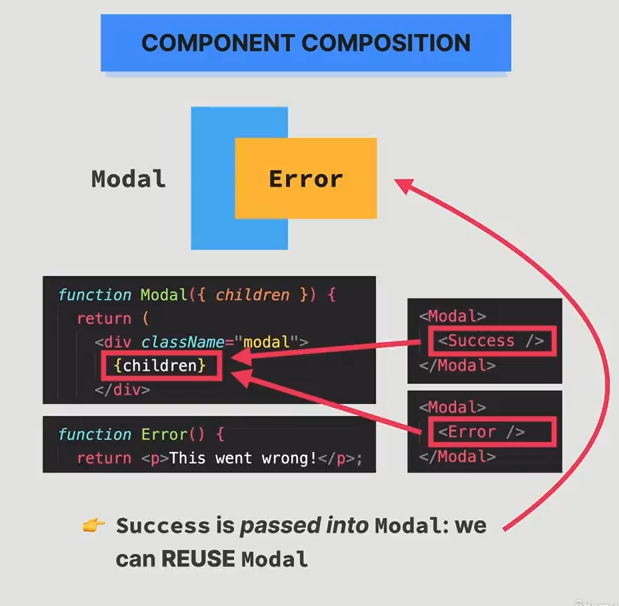 COMPONENT COMPOSITION
Modal
Error
function Modal({ children }) {
return (
<div className="modal">
{children}
</div>
function Error() {
return <p>This went wrong!</p>;
<Modal>
<Success />
</Modal>
<Modal>
<Error />
</Modal>
👉 Success is passed into Modal: we
can REUSE Modal